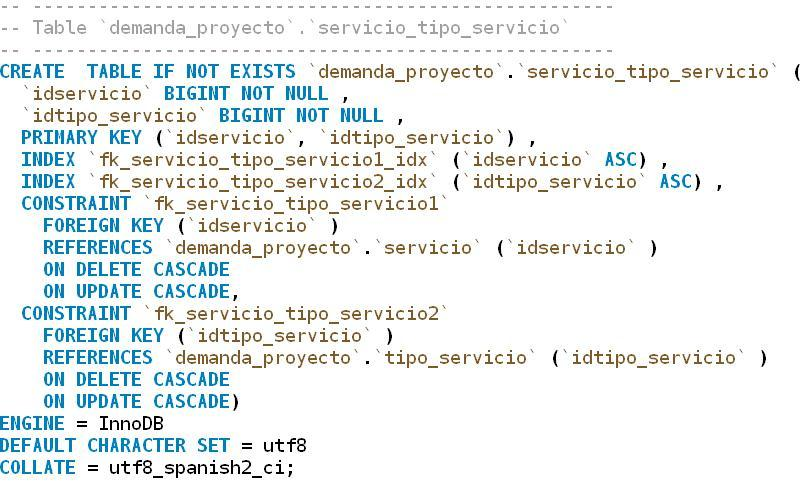 -- -----------------------------------------------------
-- Table `demanda_proyecto`.`servicio_tipo_servicio`
-- -----------------------------------------------------
CREATE  TABLE IF NOT EXISTS `demanda_proyecto`.`servicio_tipo_servicio` (
  `idservicio` BIGINT NOT NULL ,
  `idtipo_servicio` BIGINT NOT NULL ,
  PRIMARY KEY (`idservicio`, `idtipo_servicio`) ,
  INDEX `fk_servicio_tipo_servicio1_idx` (`idservicio` ASC) ,
  INDEX `fk_servicio_tipo_servicio2_idx` (`idtipo_servicio` ASC) ,
  CONSTRAINT `fk_servicio_tipo_servicio1`
    FOREIGN KEY (`idservicio` )
    REFERENCES `demanda_proyecto`.`servicio` (`idservicio` )
    ON DELETE CASCADE
    ON UPDATE CASCADE,
  CONSTRAINT `fk_servicio_tipo_servicio2`
    FOREIGN KEY (`idtipo_servicio` )
    REFERENCES `demanda_proyecto`.`tipo_servicio` (`idtipo_servicio` )
    ON DELETE CASCADE
    ON UPDATE CASCADE)
ENGINE = InnoDB
DEFAULT CHARACTER SET = utf8
COLLATE = utf8_spanish2_ci;